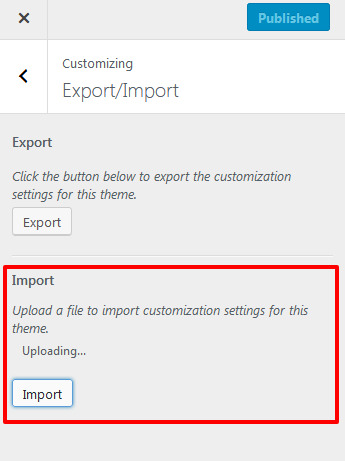 Published
Customizing
Export/Import
Export
Click the button below to export the customization
settings for this theme.
Export
Import
Upload a file to import customization settings for this
theme.
Uploading...
Import